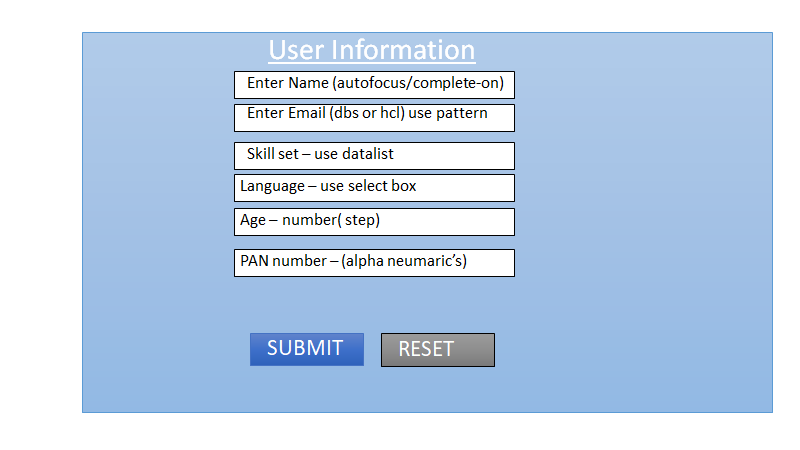 User Information
Enter Name (autofocus/complete-on)
Enter Email (dbs or hcl) use pattern
Skill set – use datalist
Language – use select box
Age – number( step)
PAN number – (alpha neumaric’s)
SUBMIT
RESET